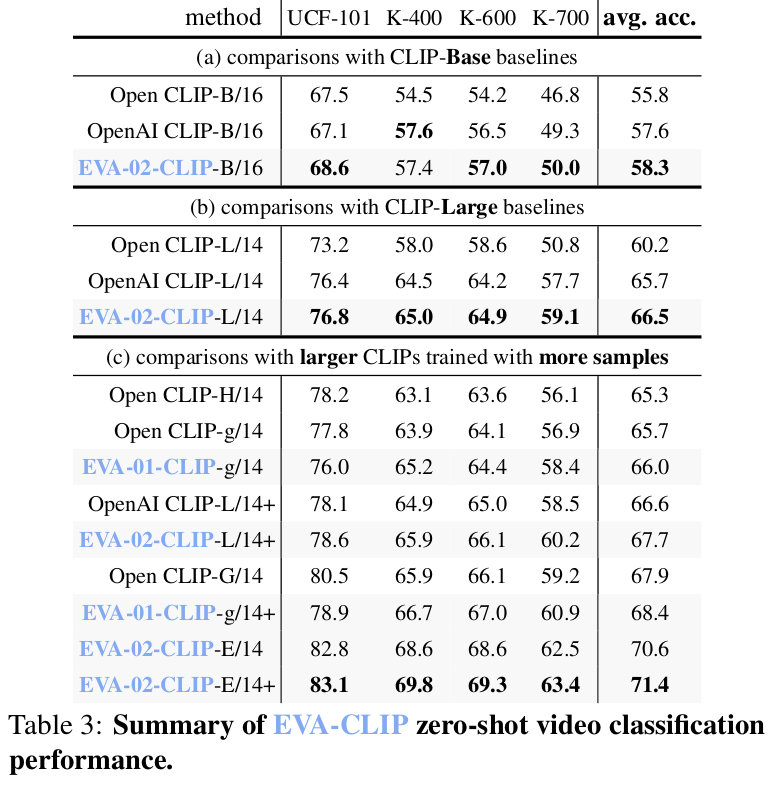 method UCF-101 K-400 K-600 K-700 avg. acc.
(a) comparisons with CLIP-Base baselines
Open CLIP-B/16 67.5 54.5 54.2 46.8 55.8
OpenAI CLIP-B/16 67.1 57.6 56.5 49.3 57.6
EVA-02-CLIP-B/16 68.6 57.4 57.0 50.0 58.3
(b) comparisons with CLIP-Large baselines
Open CLIP-L/14 73.2 58.0 58.6 50.8 60.2
OpenAI CLIP-L/14 76.4 64.5 64.2 57.7 65.7
EVA-02-CLIP-L/14 76.8 65.0 64.9 59.1 66.5
(c) comparisons with larger CLIPs trained with more samples
Open CLIP-H/14 78.2 63.1 63.6 56.1 65.3
Open CLIP-g/14 77.8 63.9 64.1 56.9 65.7
EVA-01-CLIP-g/14 76.0 65.2 64.4 58.4 66.0
OpenAI CLIP-L/14+ 78.1 64.9 65.0 58.5 66.6
EVA-02-CLIP-L/14+ 78.6 65.9 66.1 60.2 67.7
Open CLIP-G/14 80.5 65.9 66.1 59.2 67.9
EVA-01-CLIP-g/14+ 78.9 66.7 67.0 60.9 68.4
EVA-02-CLIP-E/14 82.8 68.6 68.6 62.5 70.6
EVA-02-CLIP-E/14+ 83.1 69.8 69.3 63.4 71.4
Table 3: Summary of EVA-CLIP zero-shot video classification
performance.